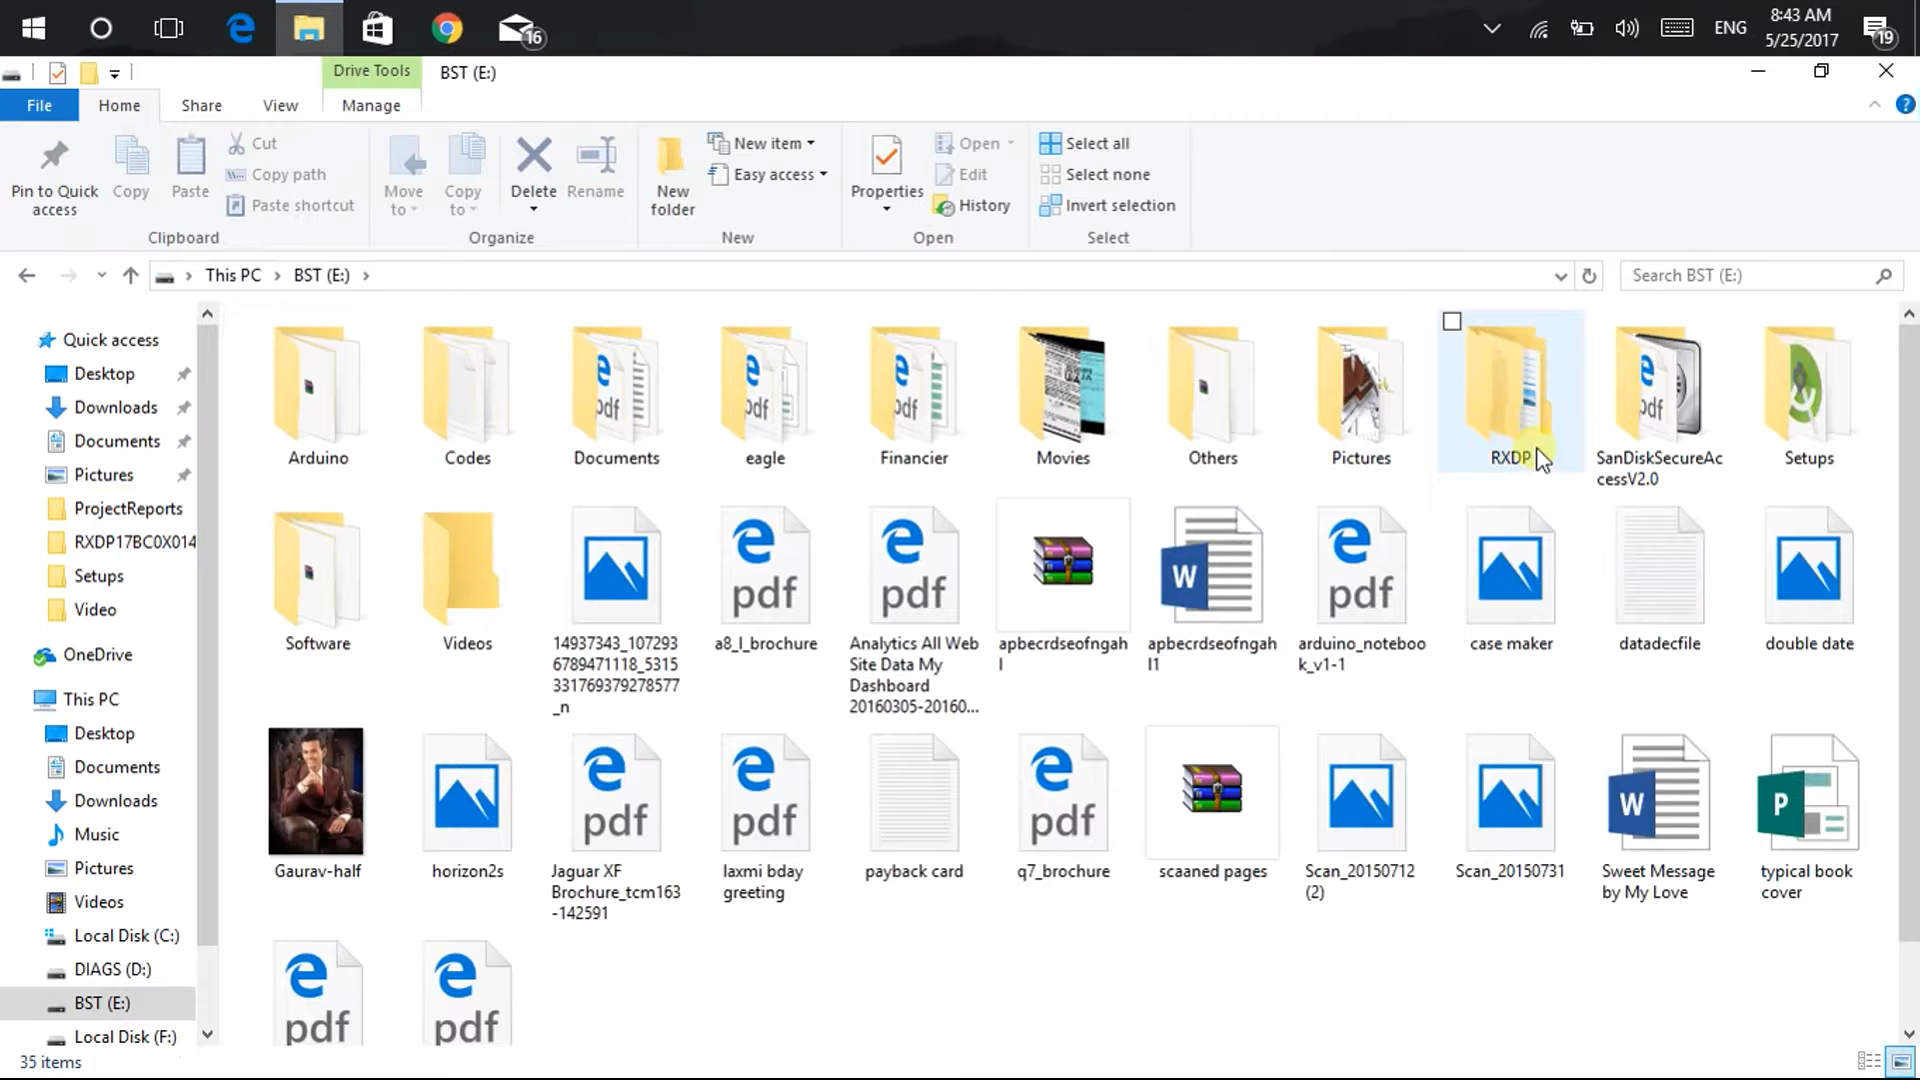 16
ENG
8:43 AM
5/25/2017
19
Drive Tools
BST (E:)
File
Home
Share
View
Manage
Pin to Quick
access
Copy
Paste
Cut
Copy path
Paste shortcut
Clipboard
Move
to
Copy
to
Delete
Rename
Organize
New
folder
New item
Easy access
New
Properties
Open
Edit
History
Open
Select all
Select none
Invert selection
Select
This PC
BST (E:)
Search BST (E:)
Quick access
Desktop
Downloads
Documents
Pictures
ProjectReports
RXDP17BC0X014
Setups
Video
OneDrive
This PC
Desktop
Documents
Downloads
Music
Pictures
Videos
Local Disk (C:)
DIAGS (D:)
BST (E:)
Local Disk (F:)
Arduino
Codes
Documents
eagle
Financier
Movies
Others
Pictures
RXDP
SanDiskSecureAc
cessV2.0
Setups
Software
Videos
14937343_107293
6789471118_5315
331769379278577
_n
a8_l_brochure
Analytics All Web
Site Data My
Dashboard
20160305-20160...
apbecrdseofngah
l
apbecrdseofngah
l1
arduino_noteboo
k_v1-1
case maker
datadecfile
double date
Gaurav-half
horizon2s
Jaguar XF
Brochure_tcm163
-142591
laxmi bday
greeting
payback card
q7_brochure
scaaned pages
Scan_20150712
(2)
Scan_20150731
Sweet Message
by My Love
typical book
cover
pdf
pdf
35 items